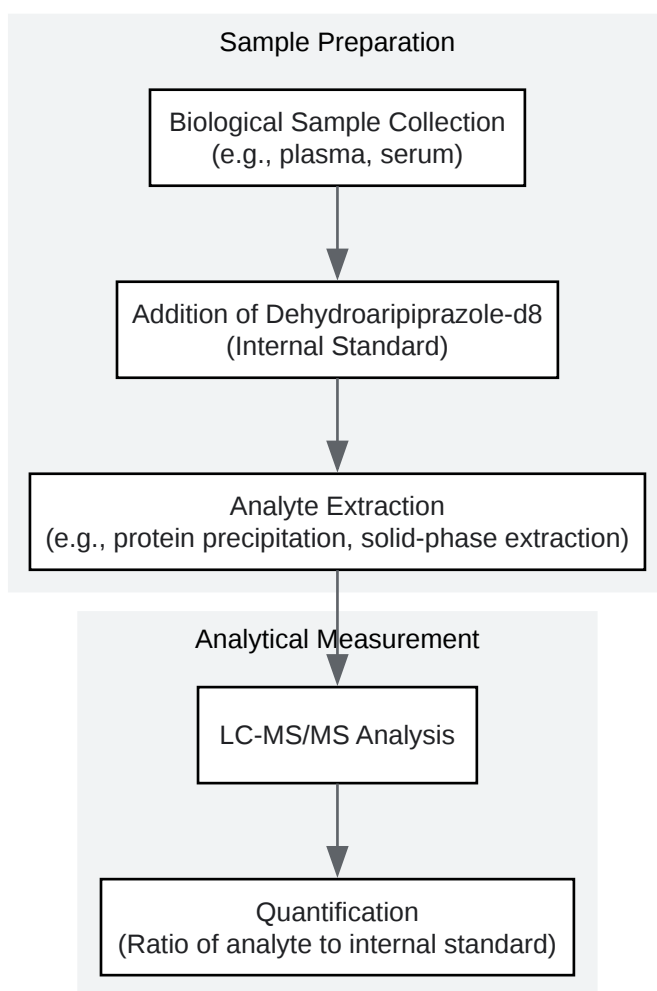 Sample Preparation
Biological Sample Collection
(e.g., plasma, serum)
Addition of Dehydroaripiprazole-d8
(Internal Standard)
Analyte Extraction
(e.g., protein precipitation, solid-phase extraction)
Analytical Measurement
LC-MS/MS Analysis
Quantification
(Ratio of analyte to internal standard)